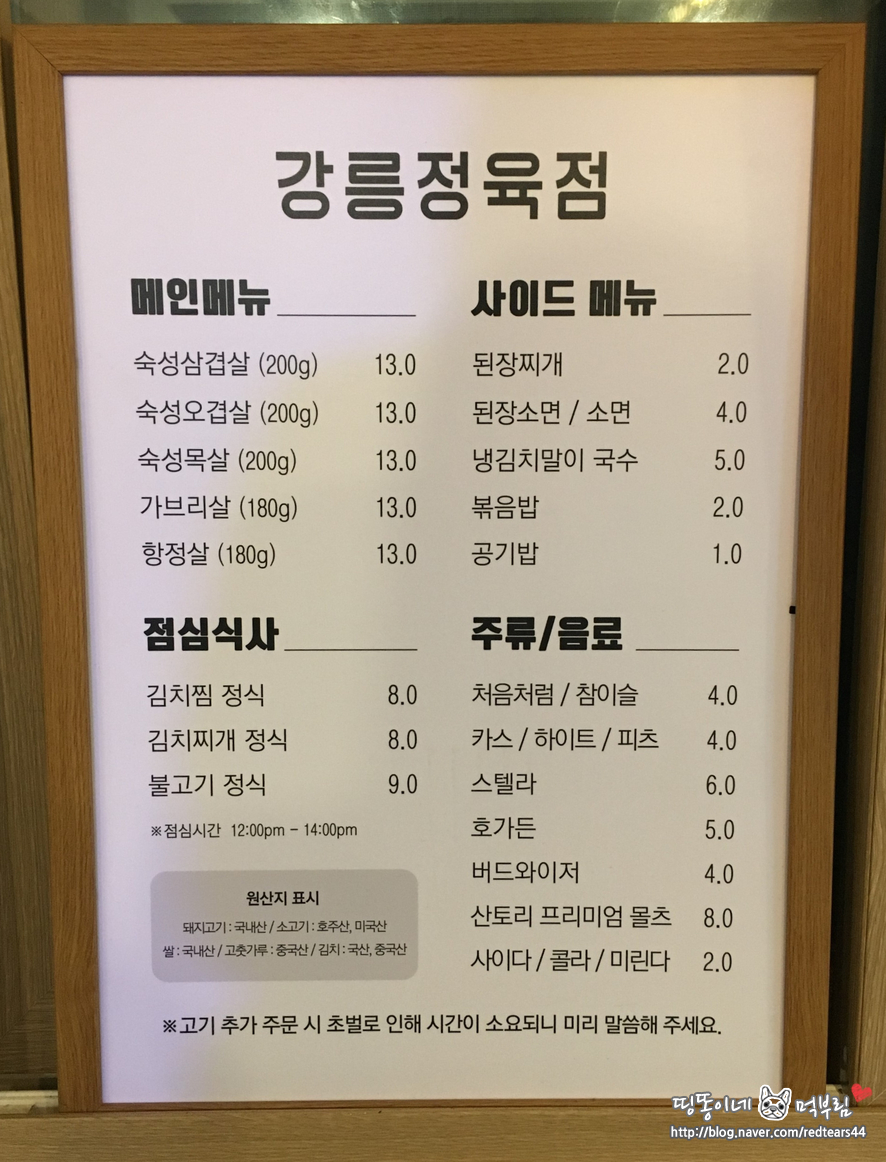 강릉정육점
메인메뉴
숙성삼겹살 (200g) 13.0
숙성오겹살 (200g) 13.0
숙성목살 (200g) 13.0
가브리살 (180g) 13.0
항정살 (180g) 13.0
점심식사
김치찜 정식 8.0
김치찌개 정식 8.0
불고기 정식 9.0
※점심시간 12:00pm - 14:00pm
원산지 표시
돼지고기 : 국내산 / 소고기 : 호주산, 미국산
쌀 : 국내산 / 고춧가루 : 중국산 / 김치 : 국산, 중국산
사이드 메뉴
된장찌개 2.0
된장소면 / 소면 4.0
냉김치말이 국수 5.0
볶음밥 2.0
공기밥 1.0
주류/음료
처음처럼 / 참이슬 4.0
카스 / 하이트 / 피츠 4.0
스텔라 6.0
호가든 5.0
버드와이저 4.0
산토리 프리미엄 몰츠 8.0
사이다 / 콜라 / 미린다 2.0
※고기 추가 주문 시 초벌로 인해 시간이 소요되니 미리 말씀해 주세요.
띵똥이네 먹부림
http://blog.naver.com/redtears44